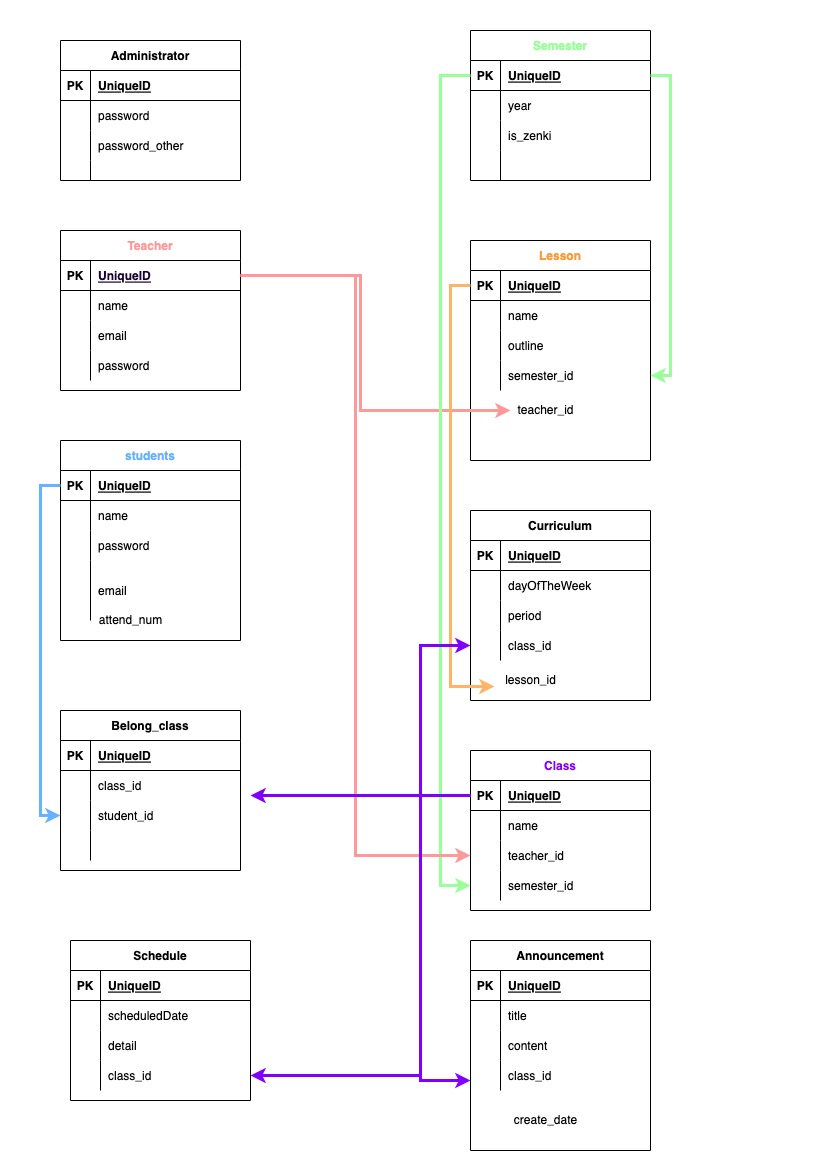 Administrator
PK UniqueID
password
password_other
Teacher
PK UniqueID
name
email
password
students
PK UniqueID
name
password
email
attend_num
Belong_class
PK UniqueID
class_id
student_id
Schedule
PK UniqueID
scheduledDate
detail
class_id
Semester
PK UniqueID
year
is_zenki
Lesson
PK UniqueID
name
outline
semester_id
teacher_id
Curriculum
PK UniqueID
dayOfTheWeek
period
class_id
lesson_id
Class
PK UniqueID
name
teacher_id
semester_id
Announcement
PK UniqueID
title
content
class_id
create_date